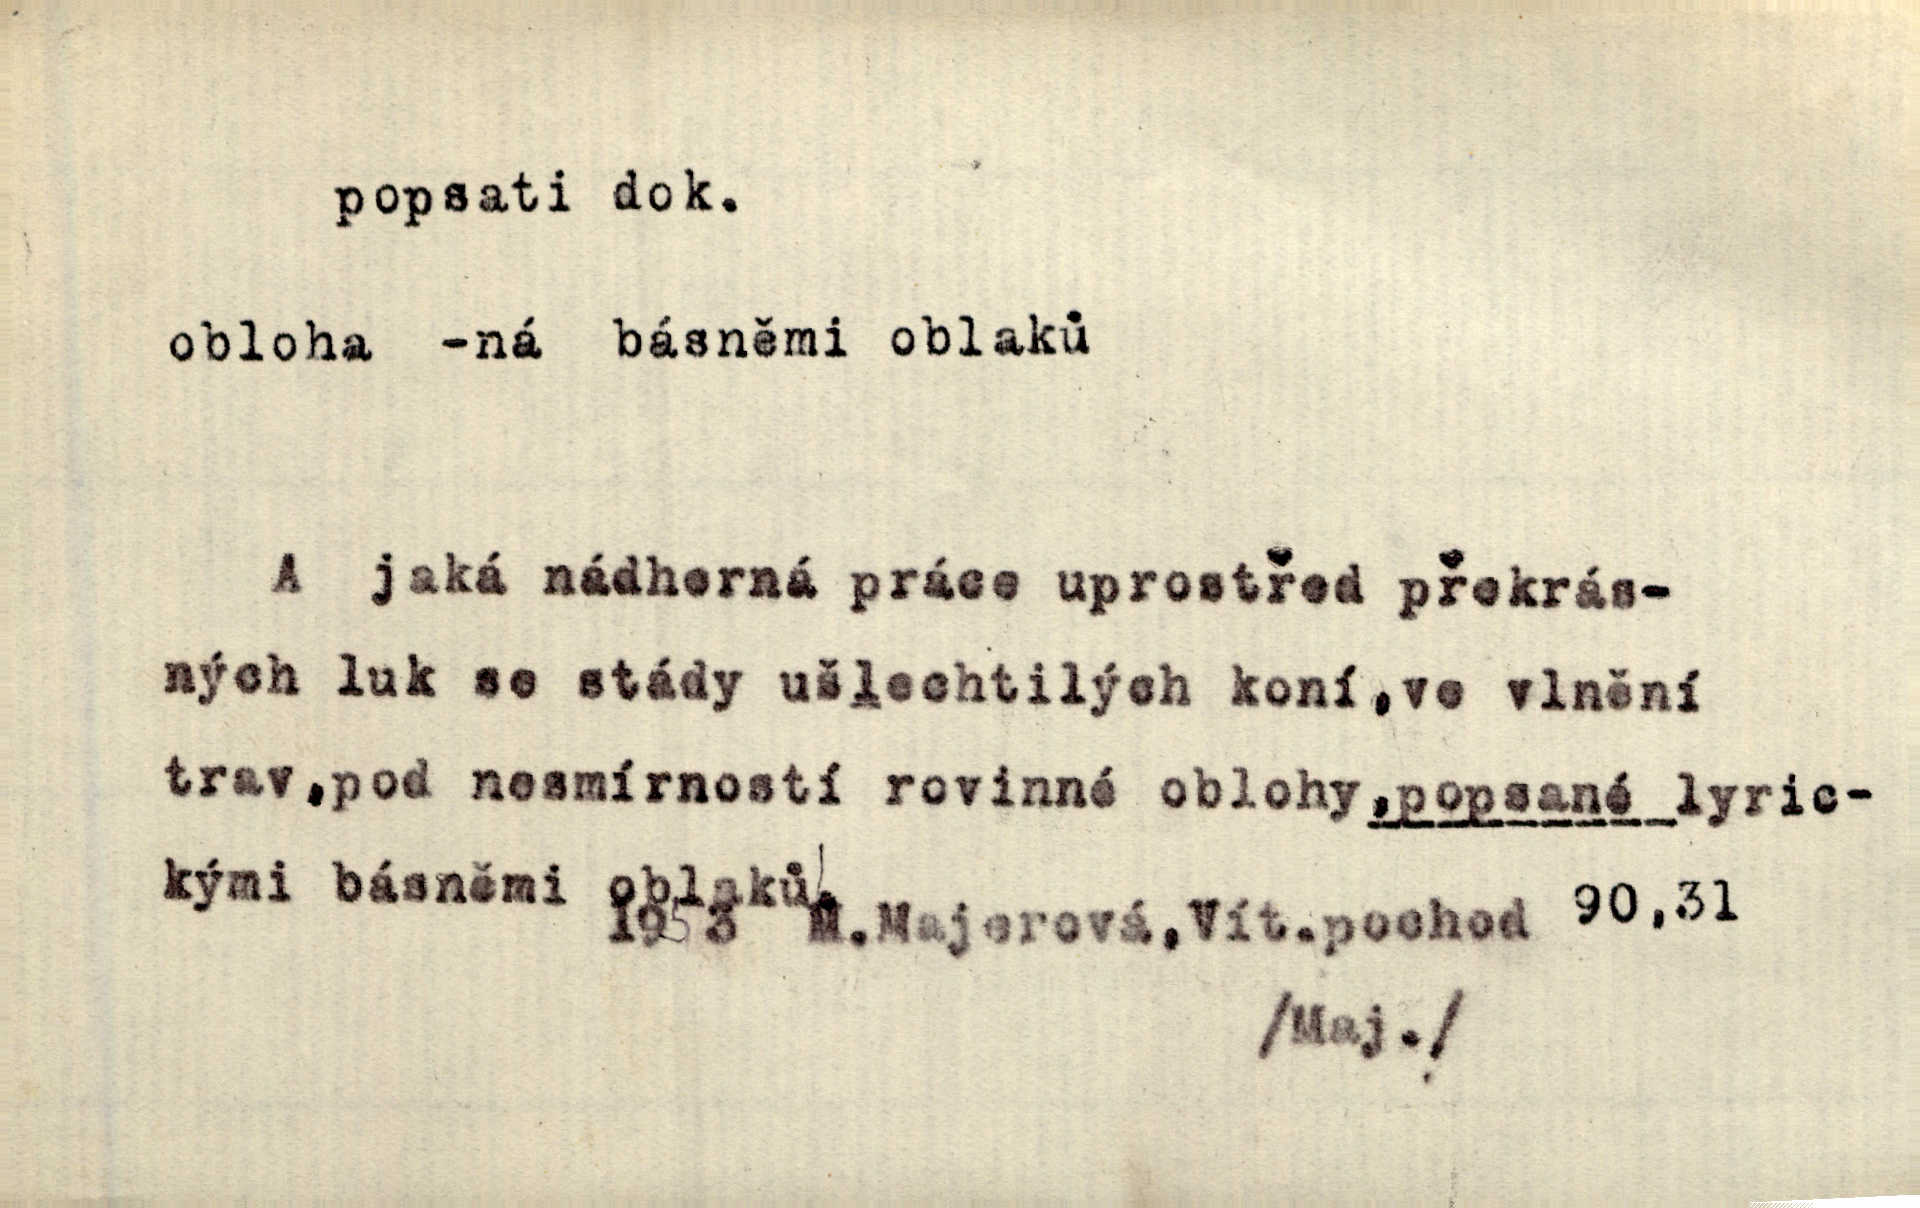 popsati dok.
obloha -ná básněmi oblaků
A jaká nádherná práce uprostřed překrás-
ných luk se stády ušlechtilých koní,ve vlnění
trav,pod nesmírností rovinné oblohy,popsané lyric-
kými básněmi oblaků!
1953 M.Majerová,Vít.pochod 90,31
/Maj./